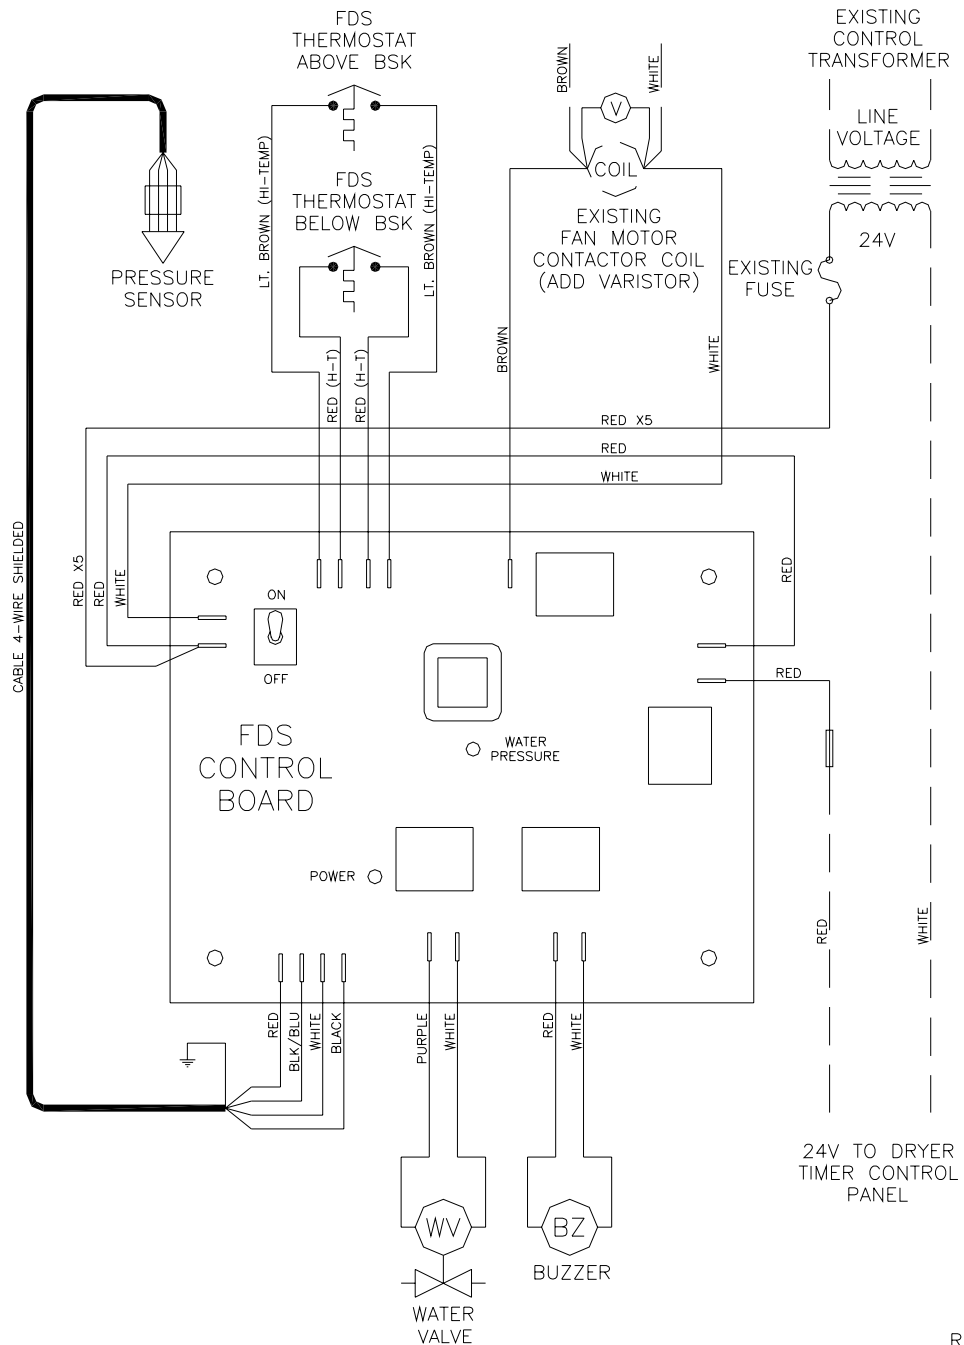 FDS
THERMOSTAT
ABOVE BSK
EXISTING
CONTROL
TRANSFORMER
BROWN
WHITE
V
LINE
VOLTAGE
COIL
LT. BROWN (HI-TEMP)
LT. BROWN (HI-TEMP)
FDS
THERMOSTAT
BELOW BSK
EXISTING
FAN MOTOR
CONTACTOR COIL
(ADD VARISTOR)
24V
EXISTING
FUSE
PRESSURE
SENSOR
RED (H-T)
RED (H-T)
BROWN
WHITE
RED X5
RED
WHITE
CABLE 4-WIRE SHIELDED
RED X5
RED
WHITE
RED
ON
OFF
RED
FDS
CONTROL
BOARD
WATER
PRESSURE
POWER
RED
WHITE
RED
BLK/BLU
WHITE
BLACK
PURPLE
WHITE
RED
WHITE
24V TO DRYER
TIMER CONTROL
PANEL
WV
BZ
BUZZER
WATER
VALVE
R